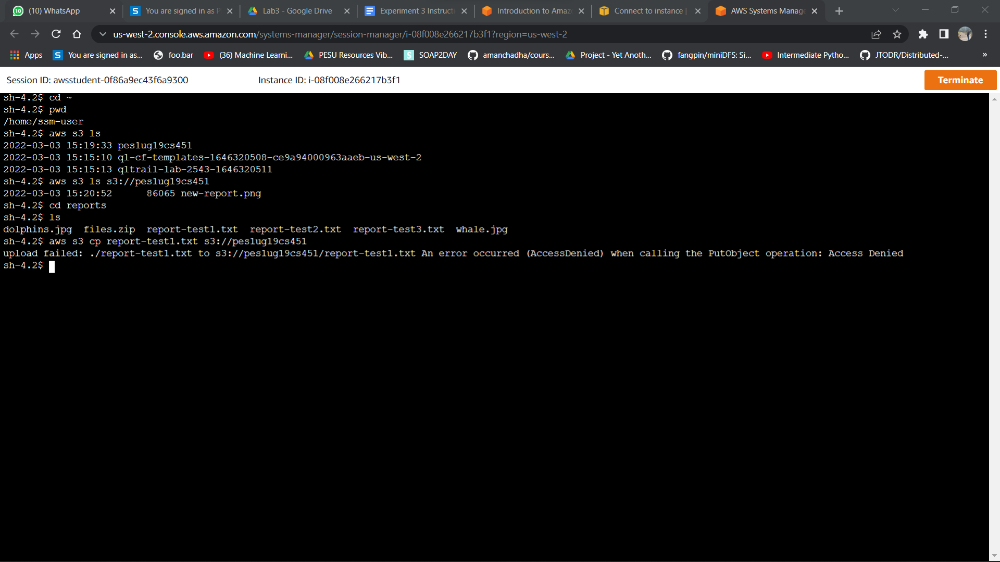 10 (10) WhatsApp
S You are signed in as P
Lab3 - Google Drive
Experiment 3 Instructi
Introduction to Amaz
Connect to instance |
AWS Systems Manage
us-west-2.console.aws.amazon.com/systems-manager/session-manager/i-08f008e266217b3f1?region=us-west-2
Apps
S You are signed in as...
foo.bar
(36) Machine Learni...
PESU Resources Vib...
S SOAP2DAY
amanchadha/cours...
Project - Yet Anoth...
fangpin/miniDFS: Si...
Intermediate Pytho...
JTODR/Distributed-...
»
Session ID: awsstudent-0f86a9ec43f6a9300
Instance ID: i-08f008e266217b3f1
Terminate
sh-4.2$ cd ~
sh-4.2$ pwd
/home/ssm-user
sh-4.2$ aws s3 ls
2022-03-03 15:19:33 pes1ug19cs451
2022-03-03 15:15:10 ql-cf-templates-1646320508-ce9a94000963aaeb-us-west-2
2022-03-03 15:15:13 qltrail-lab-2543-1646320511
sh-4.2$ aws s3 ls s3://pes1ug19cs451
2022-03-03 15:20:52      86065 new-report.png
sh-4.2$ cd reports
sh-4.2$ ls
dolphins.jpg  files.zip  report-test1.txt  report-test2.txt  report-test3.txt  whale.jpg
sh-4.2$ aws s3 cp report-test1.txt s3://pes1ug19cs451
upload failed: ./report-test1.txt to s3://pes1ug19cs451/report-test1.txt An error occurred (AccessDenied) when calling the PutObject operation: Access Denied
sh-4.2$